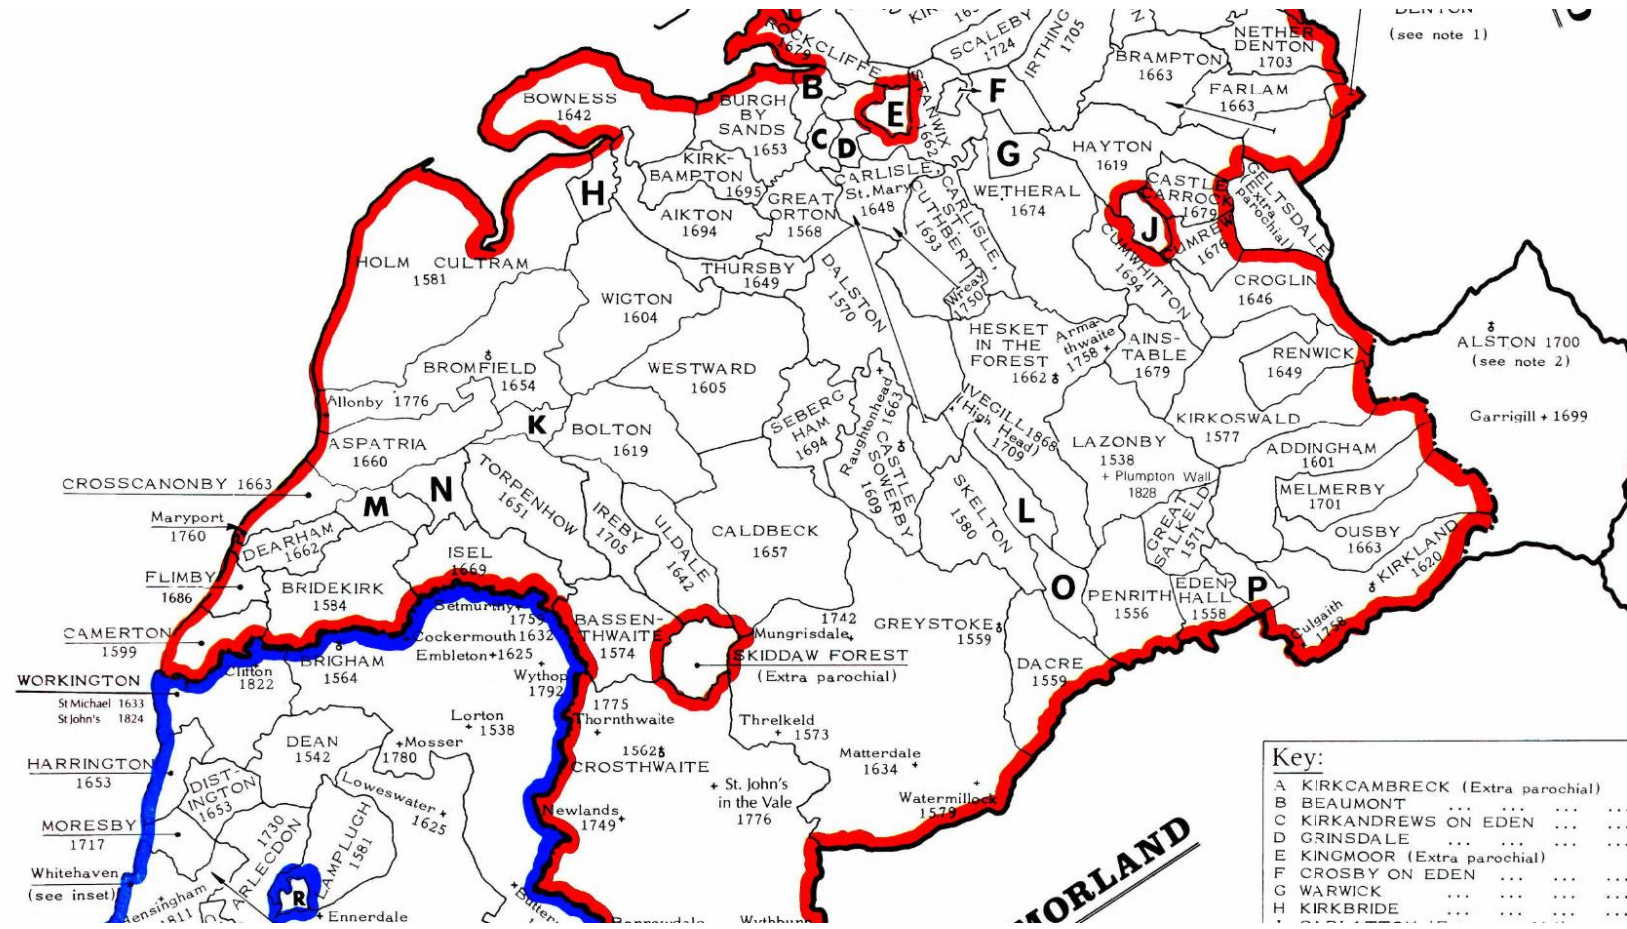 DENTON
(see note 1)
ROCKCLIFFE
1679
SCALEBY
1724
IRTHING
1705
BRAMPTON
1663
NETHER
DENTON
1703
FARLAM
1663
BOWNESS
1642
BURGH
BY
SANDS
1653
B
C
D
E
F
G
STANWIX
1662
HAYTON
1619
KIRK-
BAMPTON
1695
H
AIKTON
1694
GREAT
ORTON
1568
CARLISLE,
St. Mary
1648
CARLISLE,
ST.
CUTHBERT
1693
WETHERAL
1674
CASTLE
CARROCK
1679
GELTSDALE
(Extra
parochial)
J
CUMREW
1676
CUMWHITTON
1694
HOLM CULTRAM
1581
THURSBY
1649
DALSTON
1570
Wreay
1750
CROGLIN
1646
WIGTON
1604
HESKET
IN THE
FOREST
1662
Arma-
thwaite
1758
AINS-
TABLE
1679
RENWICK
1649
ALSTON 1700
(see note 2)
BROMFIELD
1654
WESTWARD
1605
Allonby 1776
SEBERG
HAM
1694
Raughtonhead
1663
CASTLE
SOWERBY
1609
IVEGILL 1868
(High Head)
1709
KIRKOSWALD
1577
Garrigill + 1699
K
BOLTON
1619
ASPATRIA
1660
LAZONBY
1538
+ Plumpton Wall
1828
ADDINGHAM
1601
CROSSCANONBY 1663
TORPENHOW
1651
M
N
SKELTON
1580
L
GREAT
SALKELD
1571
MELMERBY
1701
Maryport
1760
DEARHAM
1662
IREBY
1705
ULDALE
1642
CALDBECK
1657
OUSBY
1663
KIRKLAND
1620
ISEL
1669
FLIMBY
1686
BRIDEKIRK
1584
O
PENRITH
1556
EDEN-
HALL
1558
P
Culgaith
1758
CAMERTON
1599
Setmurthy
1759
Cockermouth 1632
Embleton 1625
BASSEN-
THWAITE
1574
1742
Mungrisdale
GREYSTOKE
1559
SKIDDAW FOREST
(Extra parochial)
DACRE
1559
WORKINGTON
St Michael 1633
St John's 1824
Clifton
1822
BRIGHAM
1564
Wythop
1792
1775
Thornthwaite
Lorton
1538
Threlkeld
1573
DEAN
1542
Mosser
1780
1562
CROSTHWAITE
Matterdale
1634
HARRINGTON
1653
DIST-
INGTON
1653
Loweswater
1625
St. John's
in the Vale
1776
Watermillock
1579
Newlands
1749
MORESBY
1717
1730
ARLECDON
LAMPLUGH
1581
Whitehaven
(see inset)
Hensingham
1811
R
Ennerdale
MORLAND
Key:
A KIRKCAMBRECK (Extra parochial)
B BEAUMONT ... ... ... ...
C KIRKANDREWS ON EDEN ... ...
D GRINSDALE ... ... ... ...
E KINGMOOR (Extra parochial)
F CROSBY ON EDEN ... ... ...
G WARWICK ... ... ... ...
H KIRKBRIDE ... ... ... ...